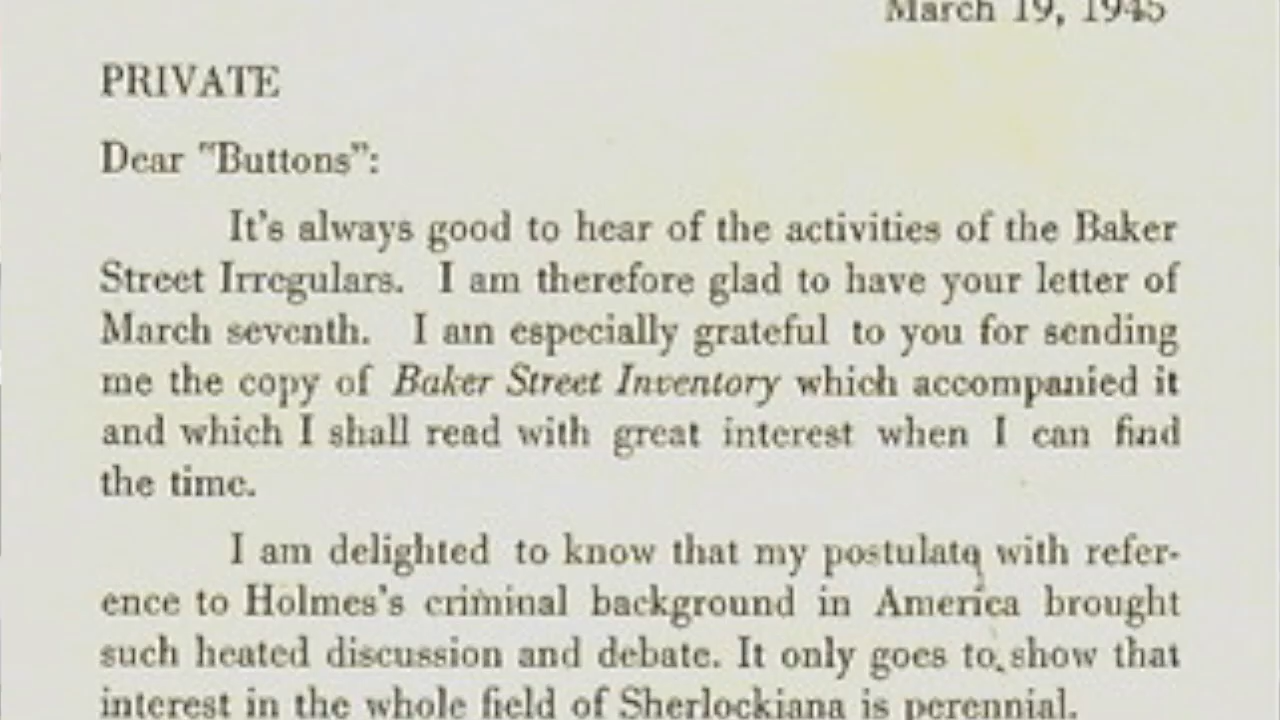 March 19, 1945
PRIVATE
Dear "Buttons":
It's always good to hear of the activities of the Baker
Street Irregulars. I am therefore glad to have your letter of
March seventh. I am especially grateful to you for sending
me the copy of Baker Street Inventory which accompanied it
and which I shall read with great interest when I can find
the time.
I am delighted to know that my postulate with refer-
ence to Holmes's criminal background in America brought
such heated discussion and debate. It only goes to show that
interest in the whole field of Sherlockiana is perennial.